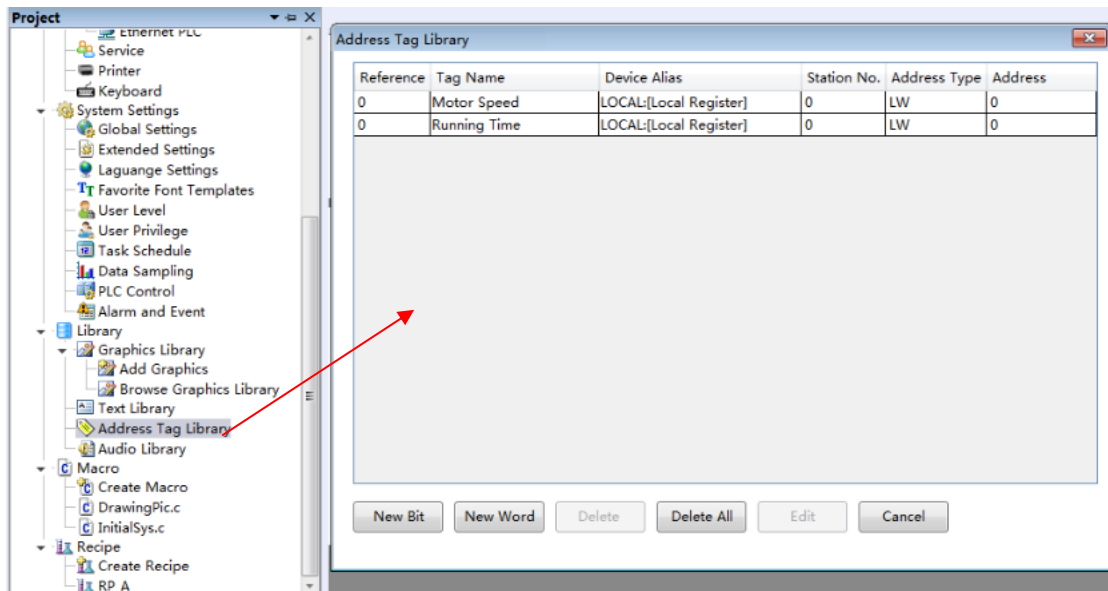 Project
Ethernet PLC
Service
Printer
Keyboard
System Settings
Global Settings
Extended Settings
Laguange Settings
Favorite Font Templates
User Level
User Privilege
Task Schedule
Data Sampling
PLC Control
Alarm and Event
Library
Graphics Library
Add Graphics
Browse Graphics Library
Text Library
Address Tag Library
Audio Library
Macro
Create Macro
DrawingPic.c
InitialSys.c
Recipe
Create Recipe
RP A
Address Tag Library
Reference Tag Name Device Alias Station No. Address Type Address
0 Motor Speed LOCAL:[Local Register] 0 LW 0
0 Running Time LOCAL:[Local Register] 0 LW 0
New Bit New Word Delete Delete All Edit Cancel